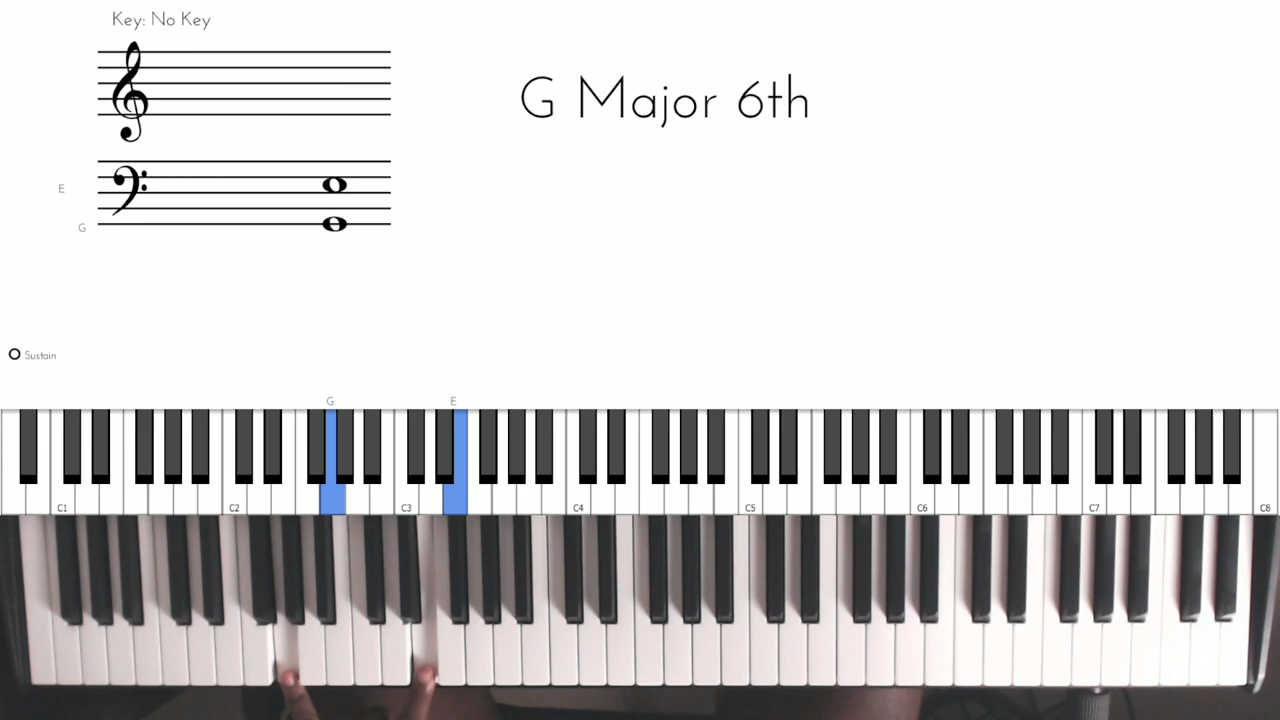 Key: No Key
G Major 6th
E
G
Sustain
G E
C1 C2 C3 C4 C5 C6 C7 C8